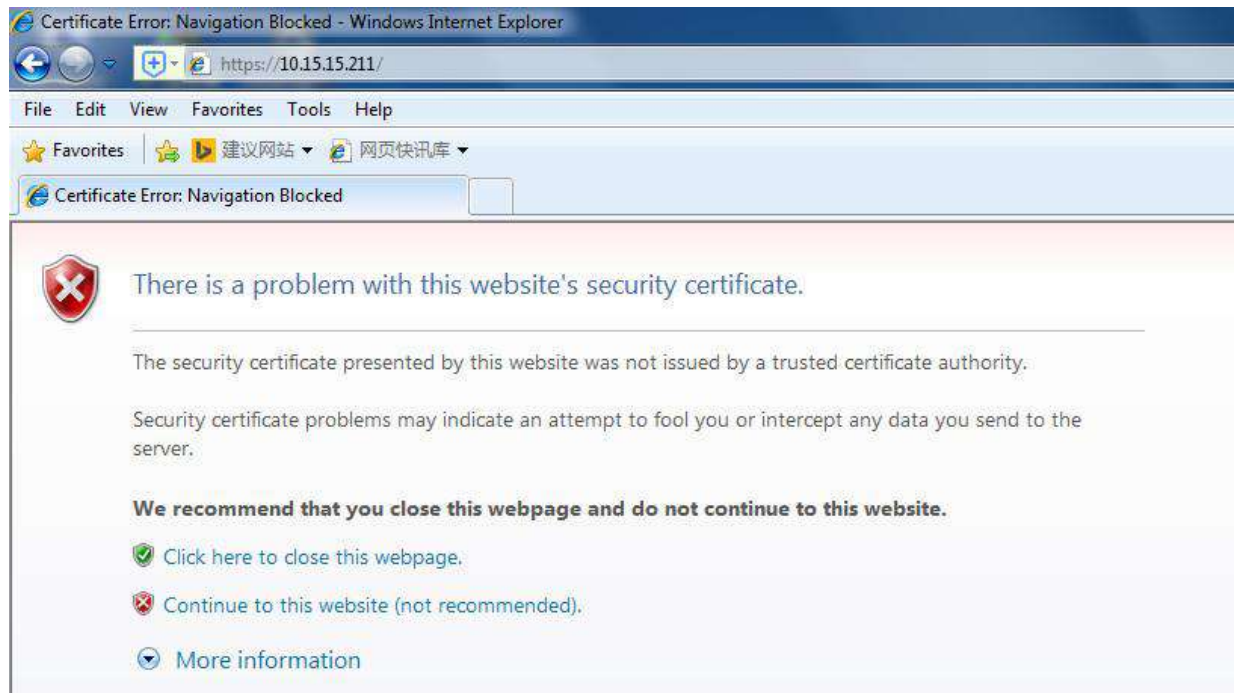 Certificate Error: Navigation Blocked - Windows Internet Explorer
https://10.15.15.211/
File Edit View Favorites Tools Help
Favorites 建议网站 网页快讯库
Certificate Error: Navigation Blocked
There is a problem with this website's security certificate.
The security certificate presented by this website was not issued by a trusted certificate authority.
Security certificate problems may indicate an attempt to fool you or intercept any data you send to the
server.
We recommend that you close this webpage and do not continue to this website.
Click here to close this webpage.
Continue to this website (not recommended).
More information